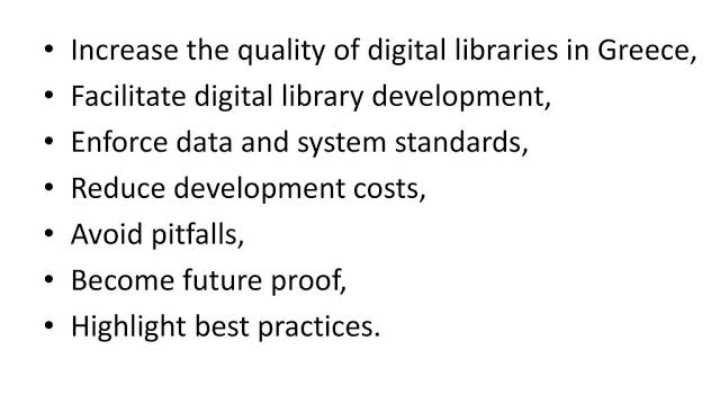 • Increase the quality of digital libraries in Greece,
• Facilitate digital library development,
• Enforce data and system standards,
• Reduce development costs,
• Avoid pitfalls,
• Become future proof,
• Highlight best practices.